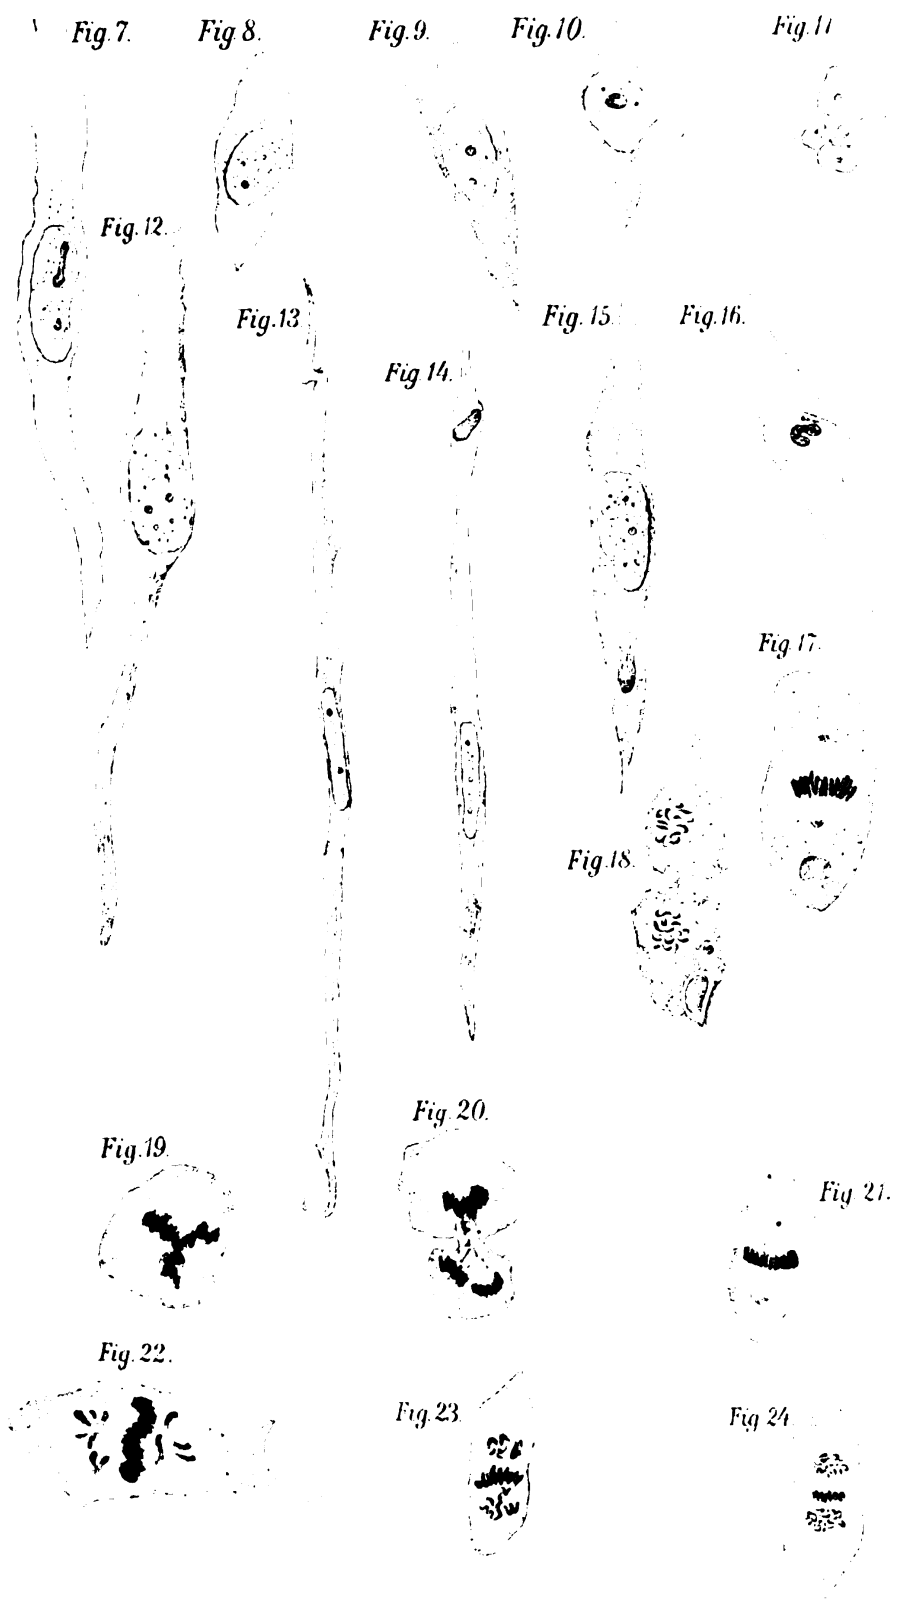 Fig. 7.
Fig. 8.
Fig. 9.
Fig. 10.
Fig. 11
Fig. 12.
Fig. 13
Fig. 14.
Fig. 15.
Fig. 16.
Fig. 17.
Fig. 18.
Fig. 19.
Fig. 20.
Fig. 21.
Fig. 22.
Fig. 23.
Fig. 24.